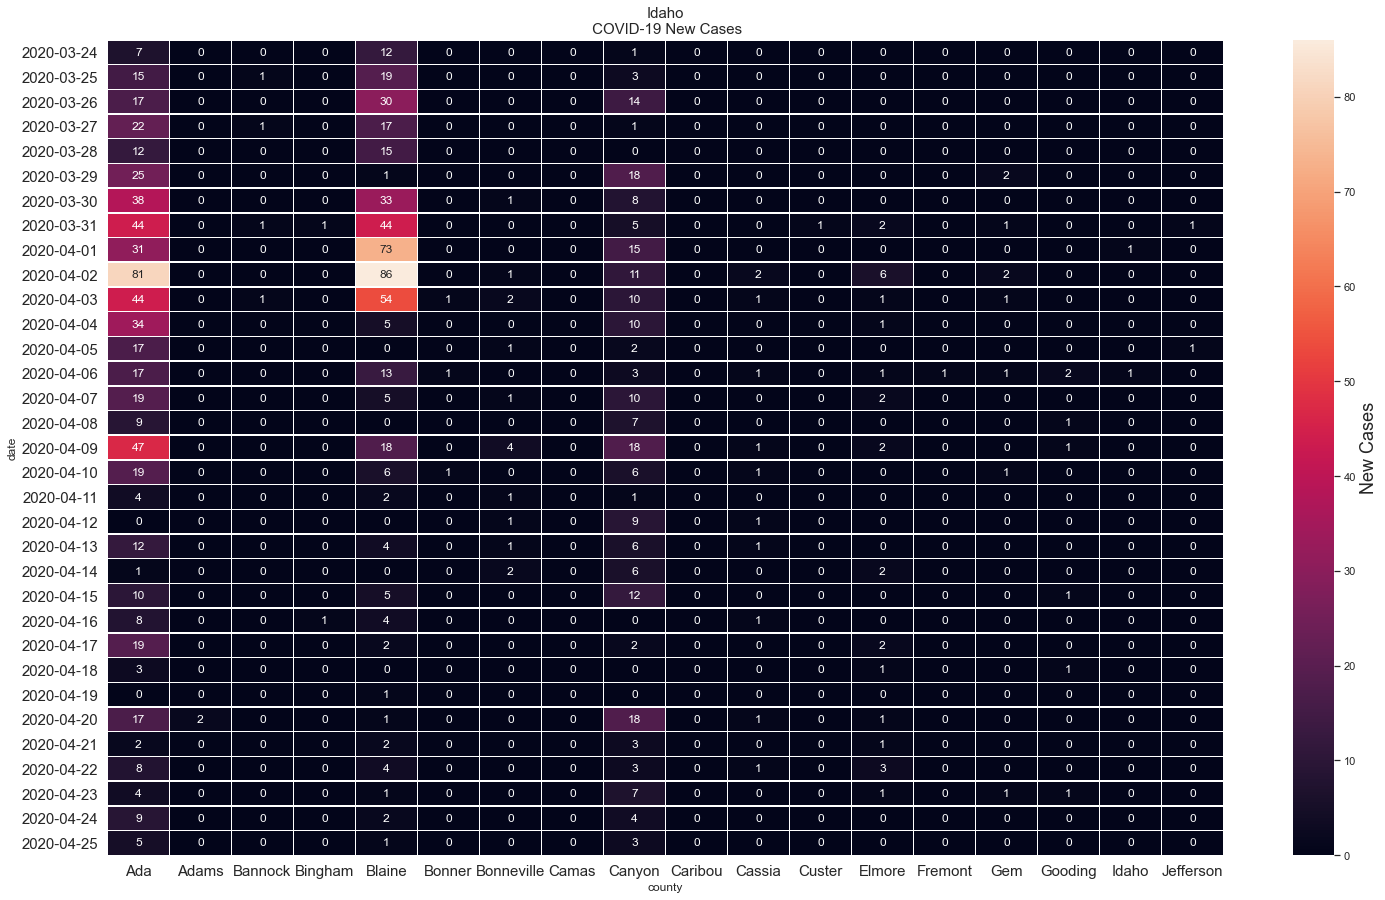 Idaho
COVID-19 New Cases
2020-03-24 7 0 0 0 12 0 0 0 1 0 0 0 0 0 0 0 0 0
2020-03-25 15 0 1 0 19 0 0 0 3 0 0 0 0 0 0 0 0 0
2020-03-26 17 0 0 0 30 0 0 0 14 0 0 0 0 0 0 0 0 0
2020-03-27 22 0 1 0 17 0 0 0 1 0 0 0 0 0 0 0 0 0
2020-03-28 12 0 0 0 15 0 0 0 0 0 0 0 0 0 0 0 0 0
2020-03-29 25 0 0 0 1 0 0 0 18 0 0 0 0 0 2 0 0 0
2020-03-30 38 0 0 0 33 0 1 0 8 0 0 0 0 0 0 0 0 0
2020-03-31 44 0 1 1 44 0 0 0 5 0 0 1 2 0 1 0 0 1
2020-04-01 31 0 0 0 73 0 0 0 15 0 0 0 0 0 0 0 1 0
2020-04-02 81 0 0 0 86 0 1 0 11 0 2 0 6 0 2 0 0 0
2020-04-03 44 0 1 0 54 1 2 0 10 0 1 0 1 0 1 0 0 0
2020-04-04 34 0 0 0 5 0 0 0 10 0 0 0 1 0 0 0 0 0
2020-04-05 17 0 0 0 0 0 1 0 2 0 0 0 0 0 0 0 0 1
2020-04-06 17 0 0 0 13 1 0 0 3 0 1 0 1 1 1 2 1 0
2020-04-07 19 0 0 0 5 0 1 0 10 0 0 0 2 0 0 0 0 0
2020-04-08 9 0 0 0 0 0 0 0 7 0 0 0 0 0 0 1 0 0
2020-04-09 47 0 0 0 18 0 4 0 18 0 1 0 2 0 0 1 0 0
2020-04-10 19 0 0 0 6 1 0 0 6 0 1 0 0 0 1 0 0 0
2020-04-11 4 0 0 0 2 0 1 0 1 0 0 0 0 0 0 0 0 0
2020-04-12 0 0 0 0 0 0 1 0 9 0 1 0 0 0 0 0 0 0
2020-04-13 12 0 0 0 4 0 1 0 6 0 1 0 0 0 0 0 0 0
2020-04-14 1 0 0 0 0 0 2 0 6 0 0 0 2 0 0 0 0 0
2020-04-15 10 0 0 0 5 0 0 0 12 0 0 0 0 0 0 1 0 0
2020-04-16 8 0 0 1 4 0 0 0 0 0 1 0 0 0 0 0 0 0
2020-04-17 19 0 0 0 2 0 0 0 2 0 0 0 2 0 0 0 0 0
2020-04-18 3 0 0 0 0 0 0 0 0 0 0 0 1 0 0 1 0 0
2020-04-19 0 0 0 0 1 0 0 0 0 0 0 0 0 0 0 0 0 0
2020-04-20 17 2 0 0 1 0 0 0 18 0 1 0 1 0 0 0 0 0
2020-04-21 2 0 0 0 2 0 0 0 3 0 0 0 1 0 0 0 0 0
2020-04-22 8 0 0 0 4 0 0 0 3 0 1 0 3 0 0 0 0 0
2020-04-23 4 0 0 0 1 0 0 0 7 0 0 0 1 0 1 1 0 0
2020-04-24 9 0 0 0 2 0 0 0 4 0 0 0 0 0 0 0 0 0
2020-04-25 5 0 0 0 1 0 0 0 3 0 0 0 0 0 0 0 0 0
Ada Adams Bannock Bingham Blaine Bonner Bonneville Camas Canyon Caribou Cassia Custer Elmore Fremont Gem Gooding Idaho Jefferson
county
date
80
70
60
50
40
30
20
10
0
New Cases